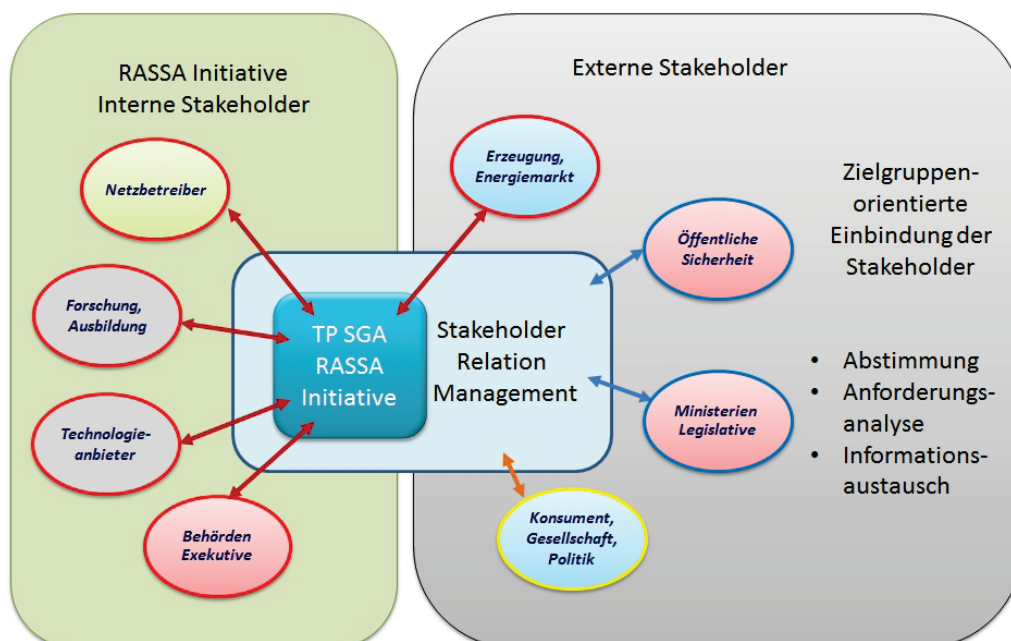 RASSA Initiative
Interne Stakeholder
Netzbetreiber
Forschung,
Ausbildung
Technologie-
anbieter
Behörden
Exekutive
TP SGA
RASSA
Initiative
Stakeholder
Relation
Management
Externe Stakeholder
Erzeugung,
Energiemarkt
Öffentliche
Sicherheit
Ministerien
Legislative
Konsument,
Gesellschaft,
Politik
Zielgruppen-
orientierte
Einbindung der
Stakeholder
• Abstimmung
• Anforderungs-
analyse
• Informations-
austausch